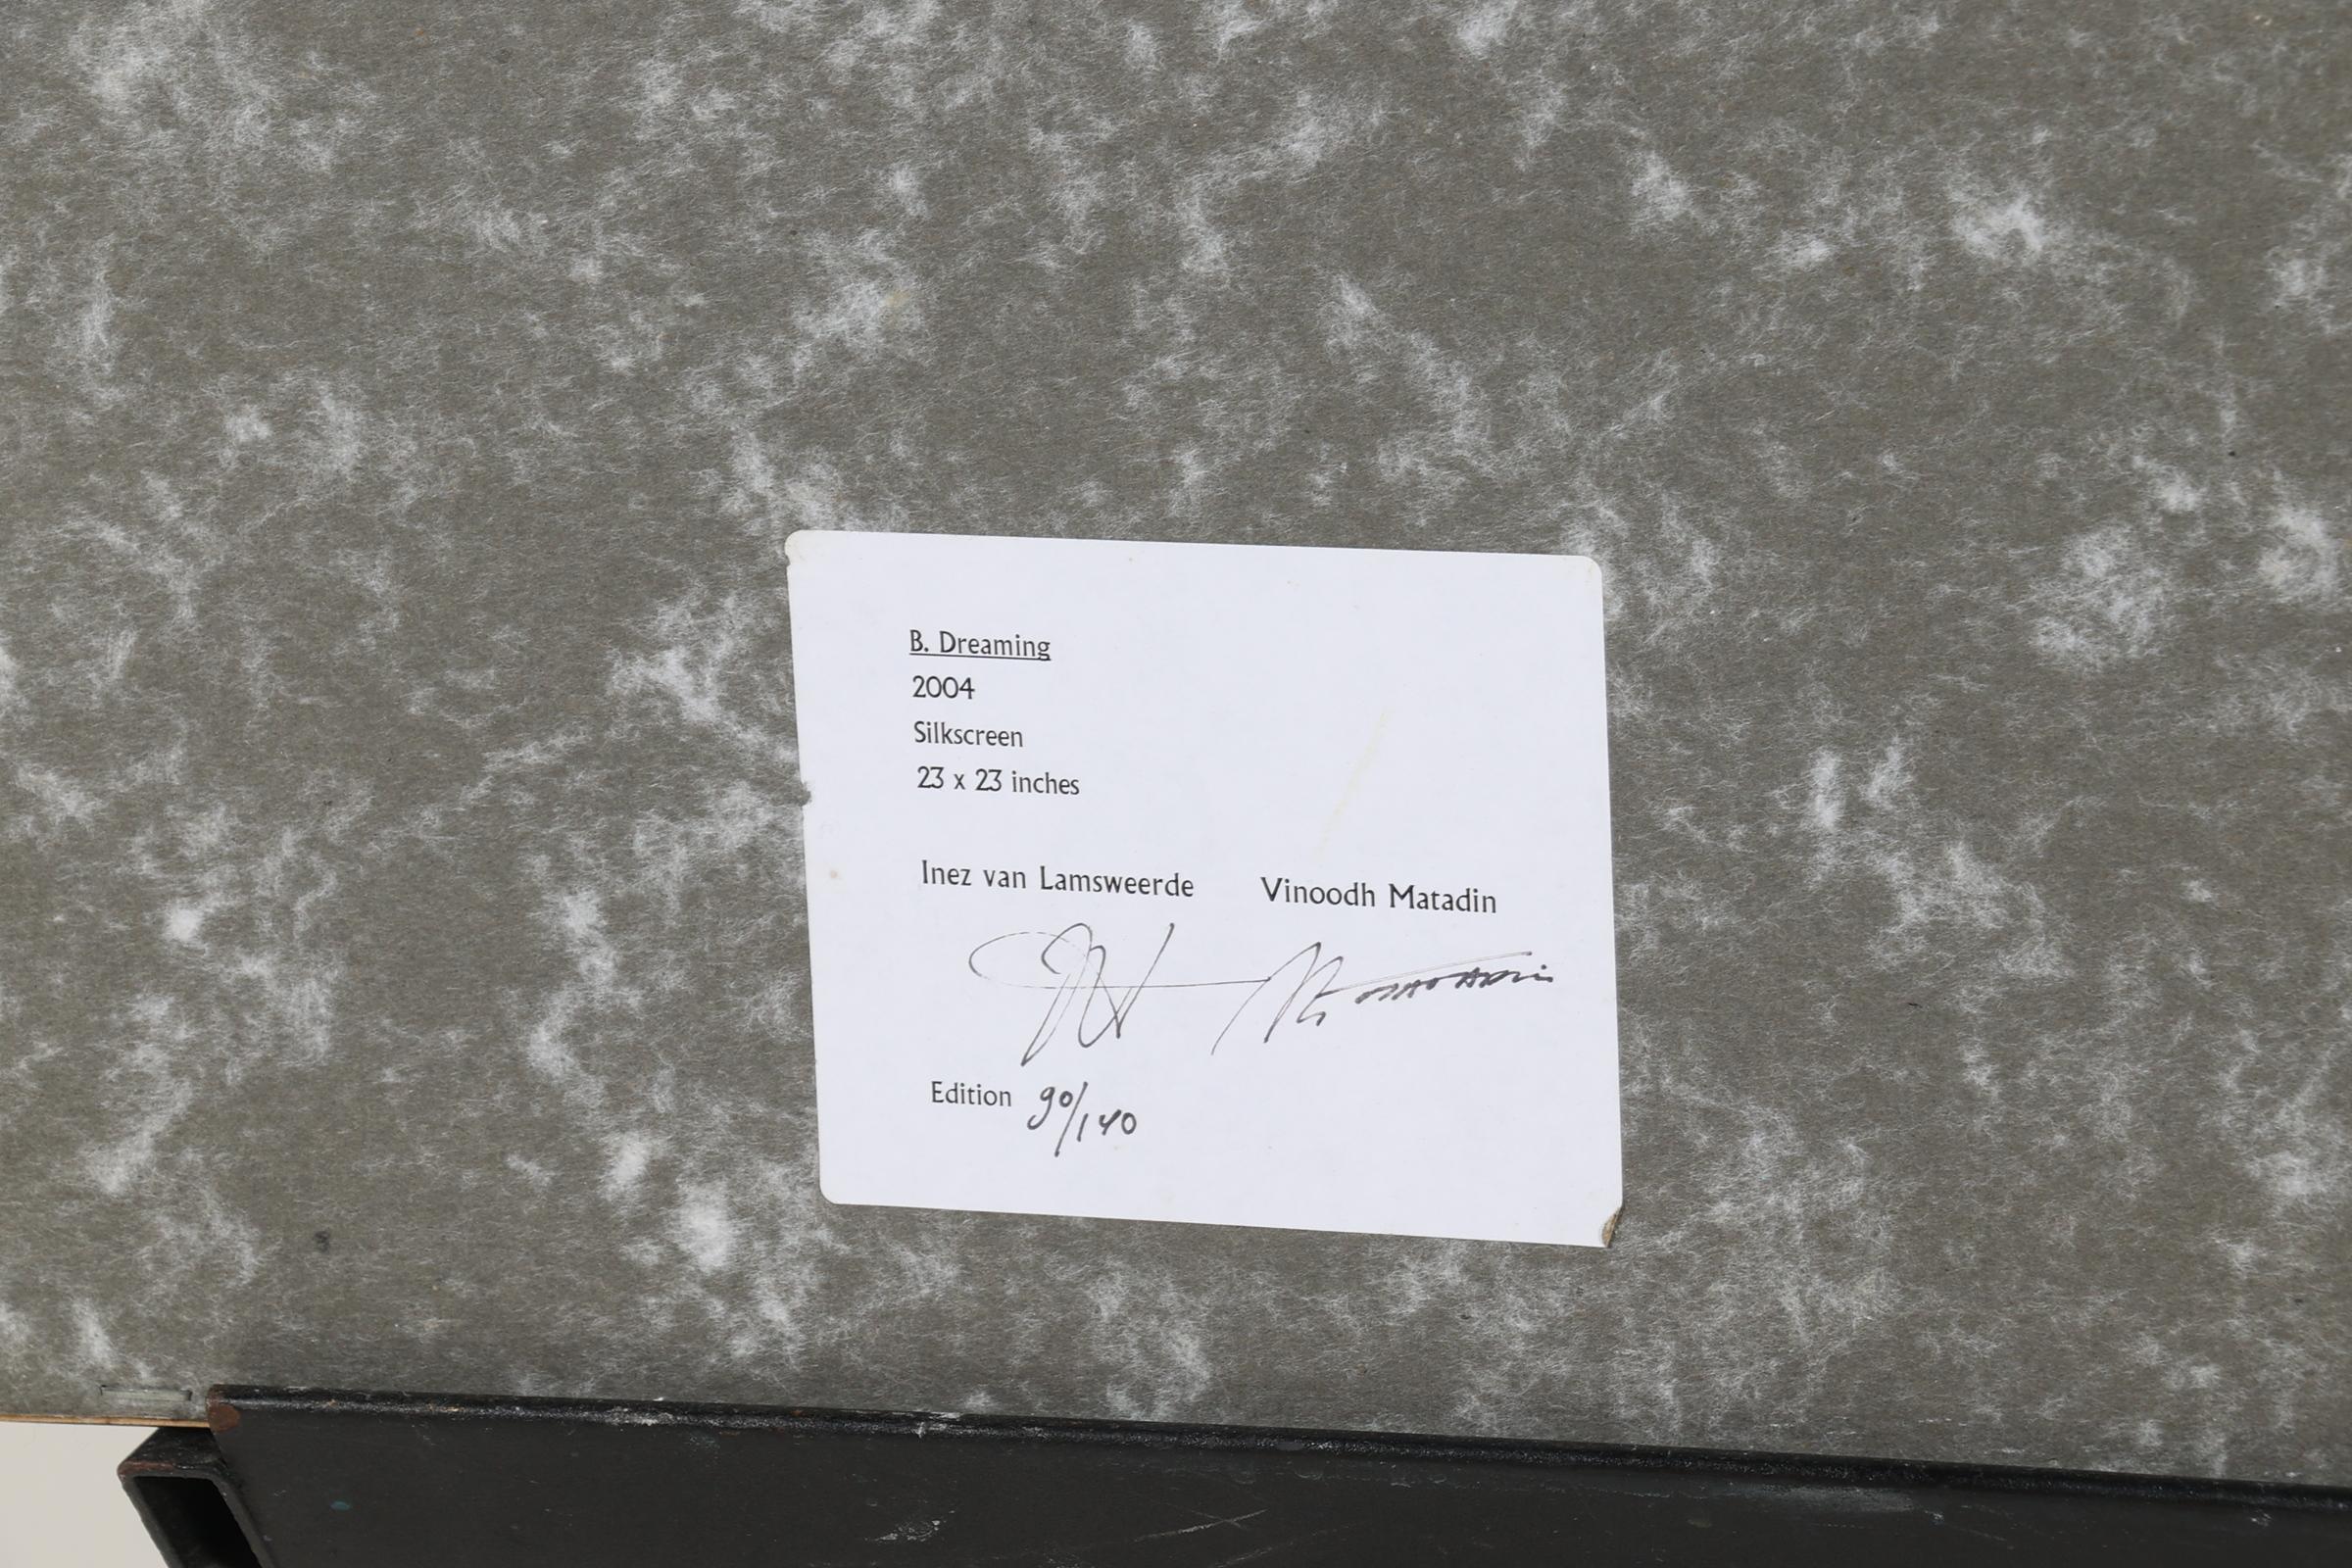 B. Dreaming
2004
Silkscreen
23 x 23 inches
Inez van Lamsweerde Vinoodh Matadin
Edition 90/140